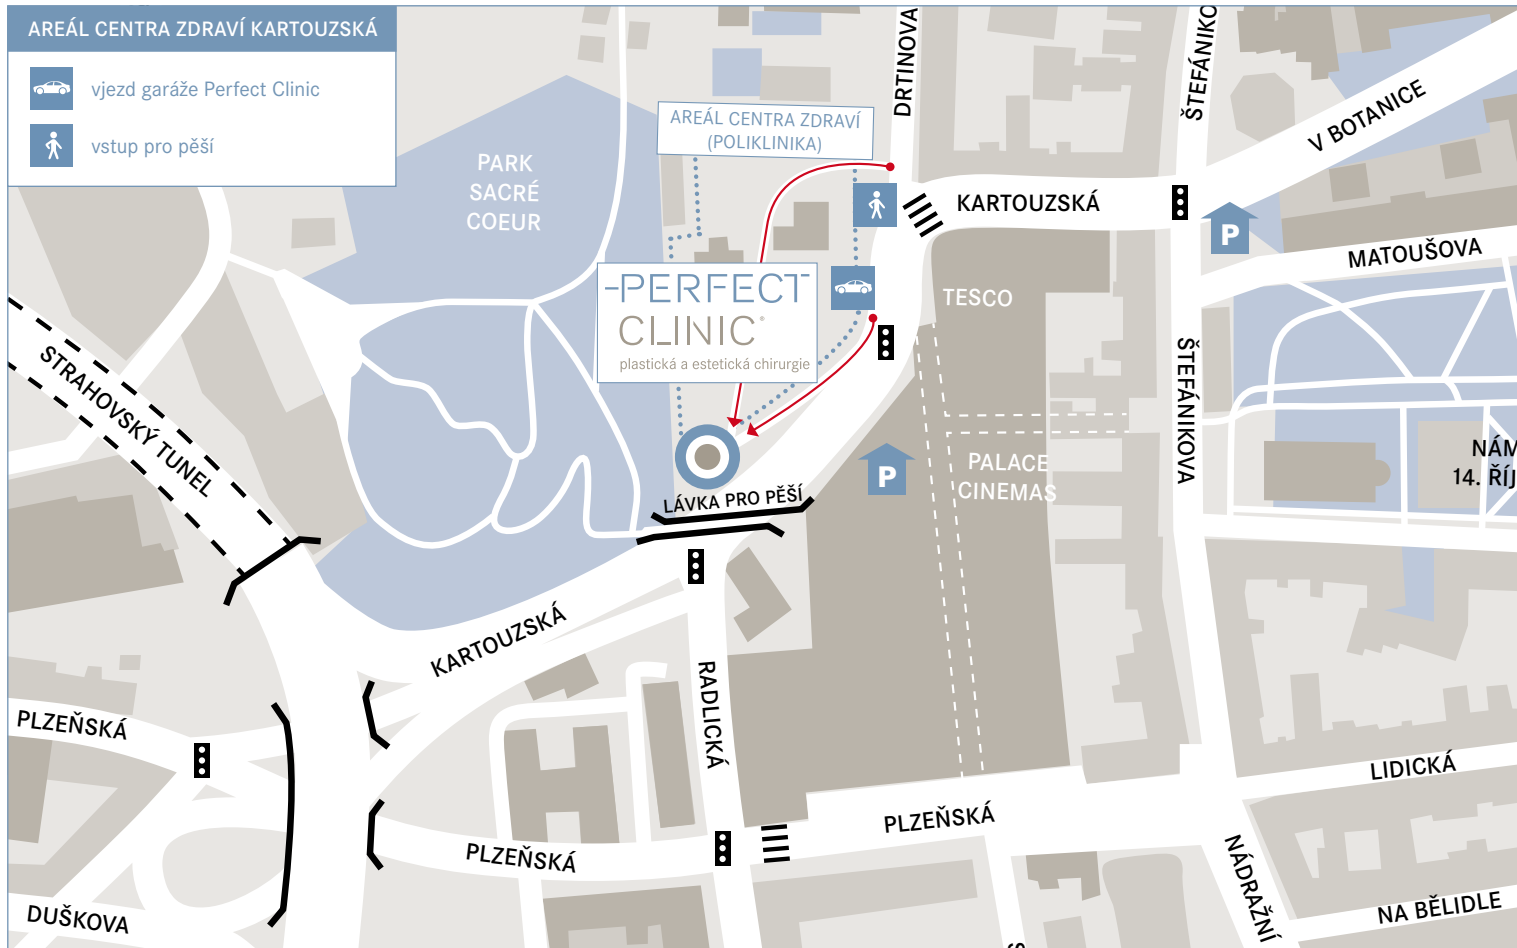 AREÁL CENTRA ZDRAVÍ KARTOUZSKÁ
vjezd garáže Perfect Clinic
vstup pro pěší
DRTINOVA
ŠTEFÁNIKO
V BOTANICE
AREÁL CENTRA ZDRAVÍ
(POLIKLINIKA)
PARK
SACRÉ
COEUR
KARTOUZSKÁ
P
MATOUŠOVA
-PERFECT
CLINIC
plastická a estetická chirurgie
TESCO
STRAHOVSKÝ TUNEL
ŠTEFÁNIKOVA
NÁM
14. ŘÍJ
PALACE
CINEMAS
P
LÁVKA PRO PĚŠÍ
KARTOUZSKÁ
RADLICKÁ
PLZEŇSKÁ
LIDICKÁ
PLZEŇSKÁ
PLZEŇSKÁ
NÁDRAŽNÍ
NA BĚLIDLE
DUŠKOVA